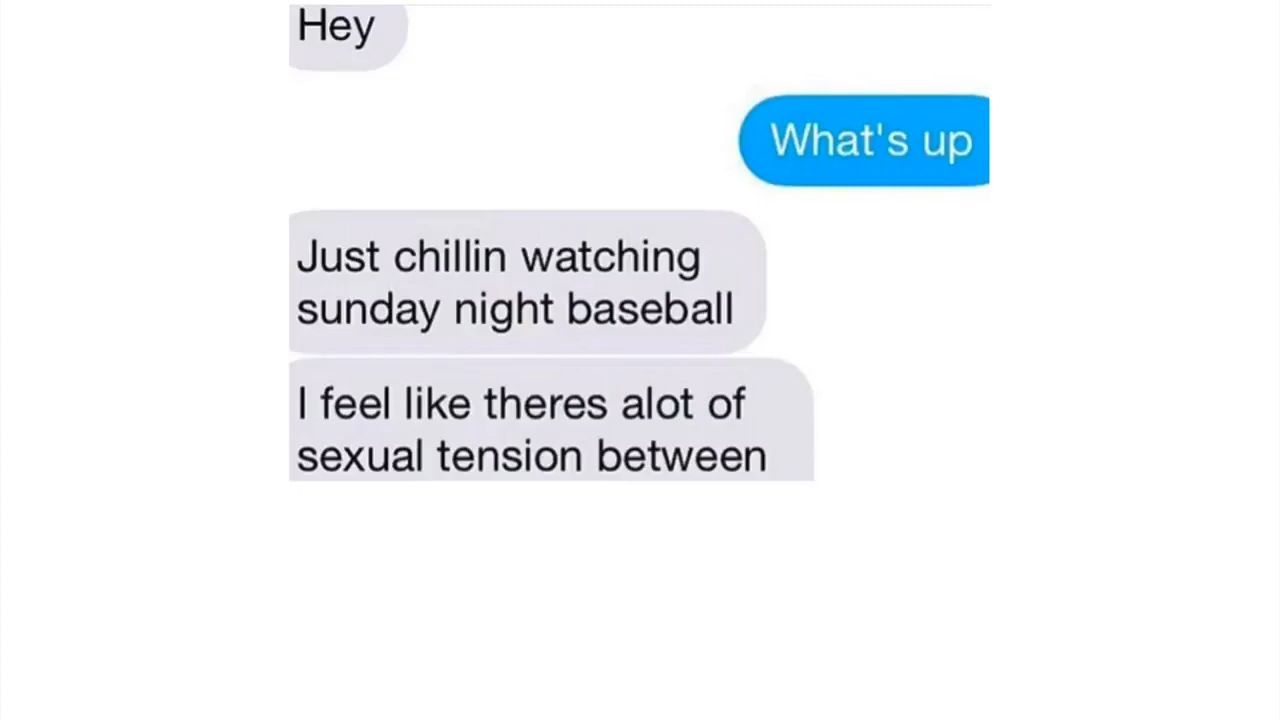 Hey
What's up
Just chillin watching
sunday night baseball
I feel like theres alot of
sexual tension between